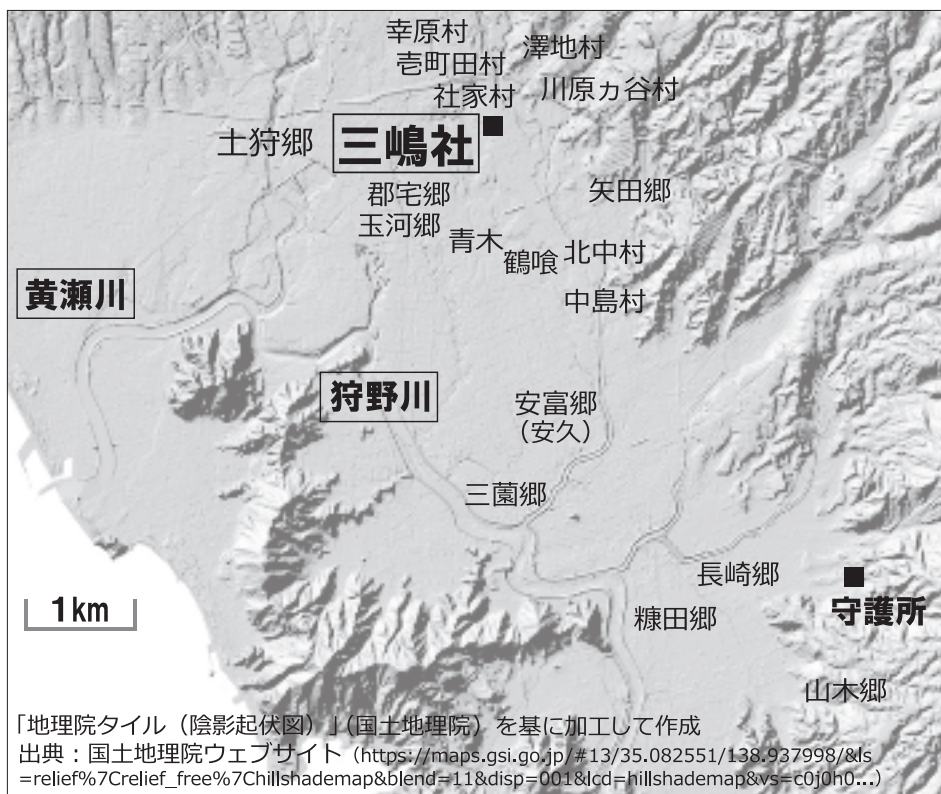 幸原村
澤地村
壱町田村
社家村
川原ヵ谷村
土狩郷
三嶋社
郡宅郷
矢田郷
玉河郷
青木
鶴喰
北中村
黄瀬川
中島村
狩野川
安富郷
（安久）
三薗郷
長崎郷
1km
糠田郷
守護所
山木郷
「地理院タイル（陰影起伏図）」（国土地理院）を基に加工して作成
出典：国土地理院ウェブサイト（https://maps.gsi.go.jp/#13/35.082551/138.937998/&ls
=relief%7Crelief_free%7Chillshademap&blend=11&disp=001&lcd=hillshademap&vs=c0j0h0...）